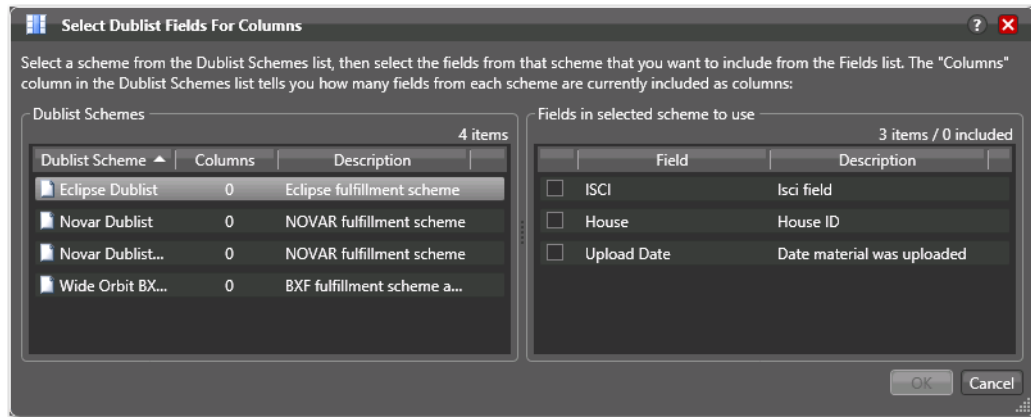 Select Dublist Fields For Columns
?
Select a scheme from the Dublist Schemes list, then select the fields from that scheme that you want to include from the Fields list. The "Columns"
column in the Dublist Schemes list tells you how many fields from each scheme are currently included as columns:
Dublist Schemes
4 items
Dublist Scheme Columns Description
Eclipse Dublist 0 Eclipse fulfillment scheme
Novar Dublist 0 NOVAR fulfillment scheme
Novar Dublist... 0 NOVAR fulfillment scheme
Wide Orbit BX... 0 BXF fulfillment scheme a...
Fields in selected scheme to use
3 items / 0 included
Field Description
ISCI Isci field
House House ID
Upload Date Date material was uploaded
OK Cancel